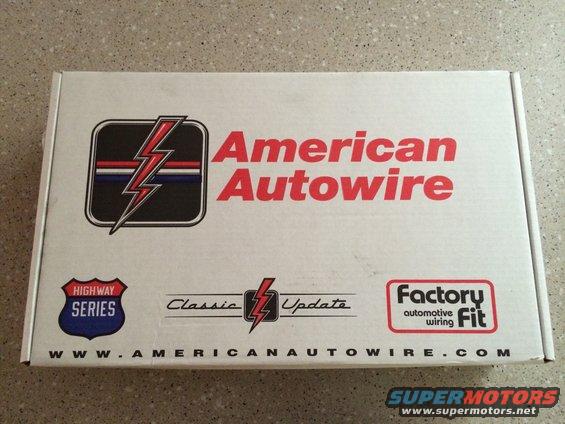 American
Autowire
HIGHWAY
SERIES
Classic Update
Factory
automotive
wiring
Fit
WWW.AMERICANAUTOWIRE.COM
SUPERMOTORS
www.supermotors.net